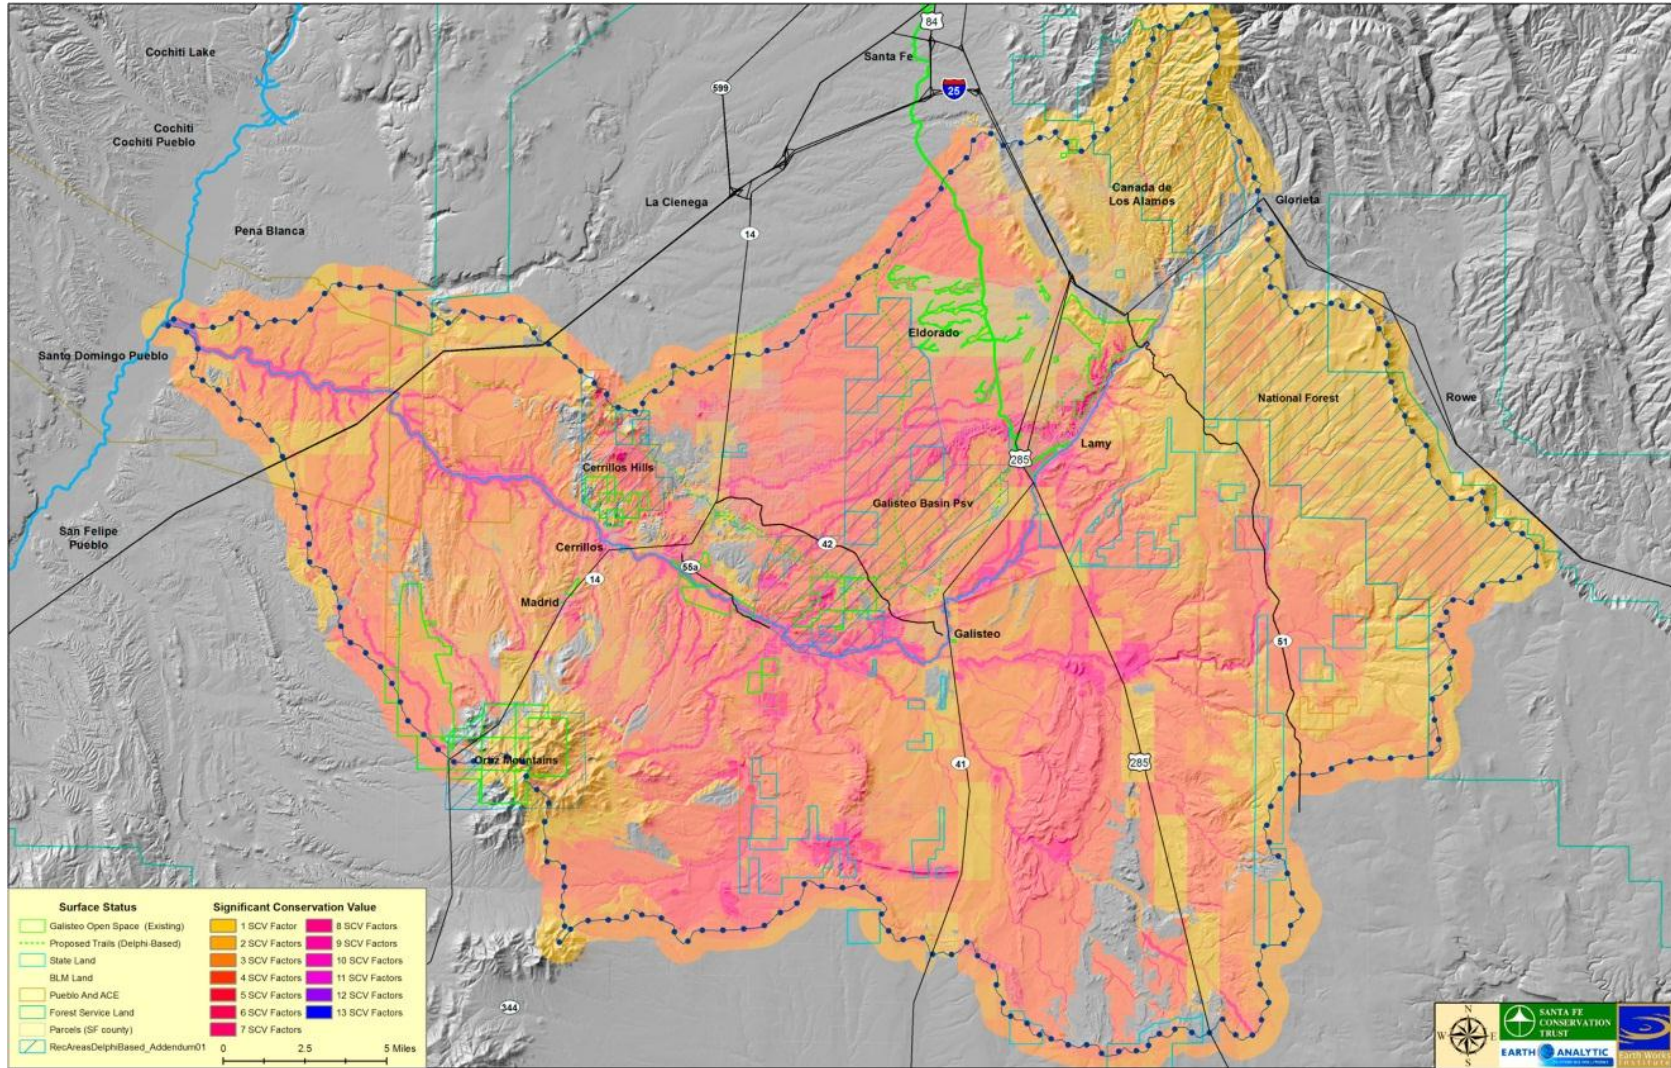 84
Cochiti Lake
Santa Fe
599
25
Cochiti
Cochiti Pueblo
Canada de
Los Alamos
La Cienega
Glorieta
Pena Blanca
14
Eldorado
Santo Domingo Pueblo
National Forest
Rowe
Lamy
285
Cerrillos Hills
Galisteo Basin Psv
San Felipe
Pueblo
Cerrillos
42
55a
14
Madrid
Galisteo
51
Ortiz Mountains
41
285
344
Surface Status
Galisteo Open Space (Existing)
Proposed Trails (Delphi-Based)
State Land
BLM Land
Pueblo And ACE
Forest Service Land
Parcels (SF county)
RecAreasDelphiBased_Addendum01
Significant Conservation Value
1 SCV Factor
2 SCV Factors
3 SCV Factors
4 SCV Factors
5 SCV Factors
6 SCV Factors
7 SCV Factors
8 SCV Factors
9 SCV Factors
10 SCV Factors
11 SCV Factors
12 SCV Factors
13 SCV Factors
0 2.5 5 Miles
N
W E
S
SANTA FE
CONSERVATION
TRUST
EARTH ANALYTIC
Earth Works
Institute